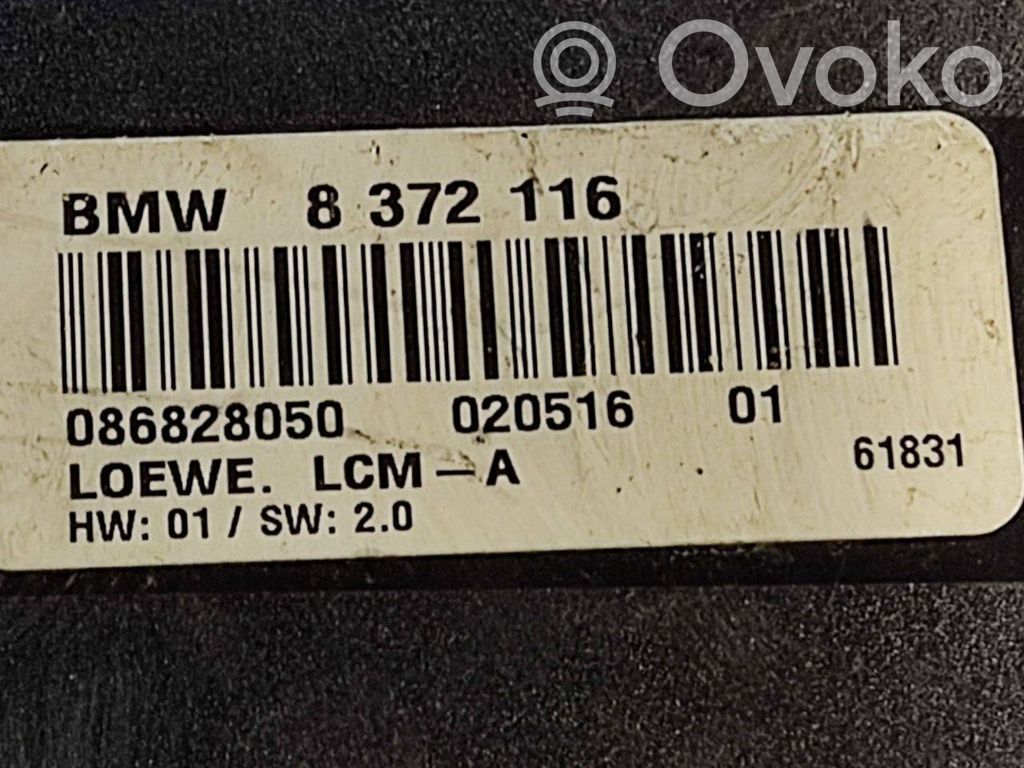 Ovoko
BMW 8 372 116
086828050 020516 01
LOEWE. LCM-A 61831
HW: 01 / SW: 2.0